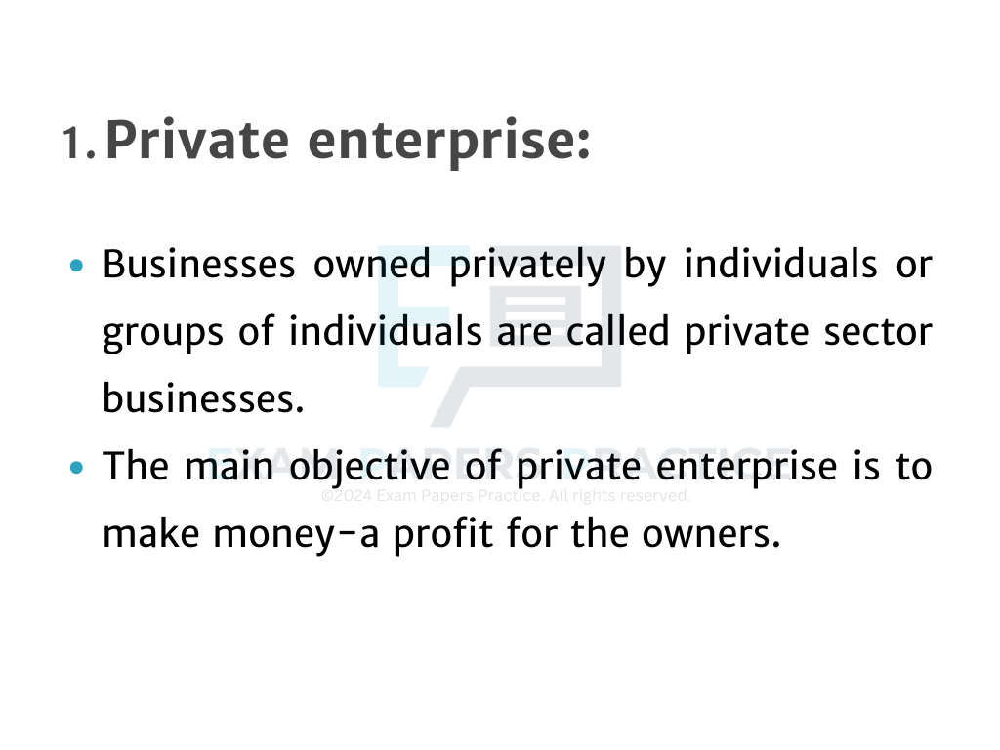 1. Private enterprise:
• Businesses owned privately by individuals or
groups of individuals are called private sector
businesses.
• The main objective of private enterprise is to
EXAM PAPERS PRACTICE
©2024 Exam Papers Practice. All rights reserved.
make money-a profit for the owners.